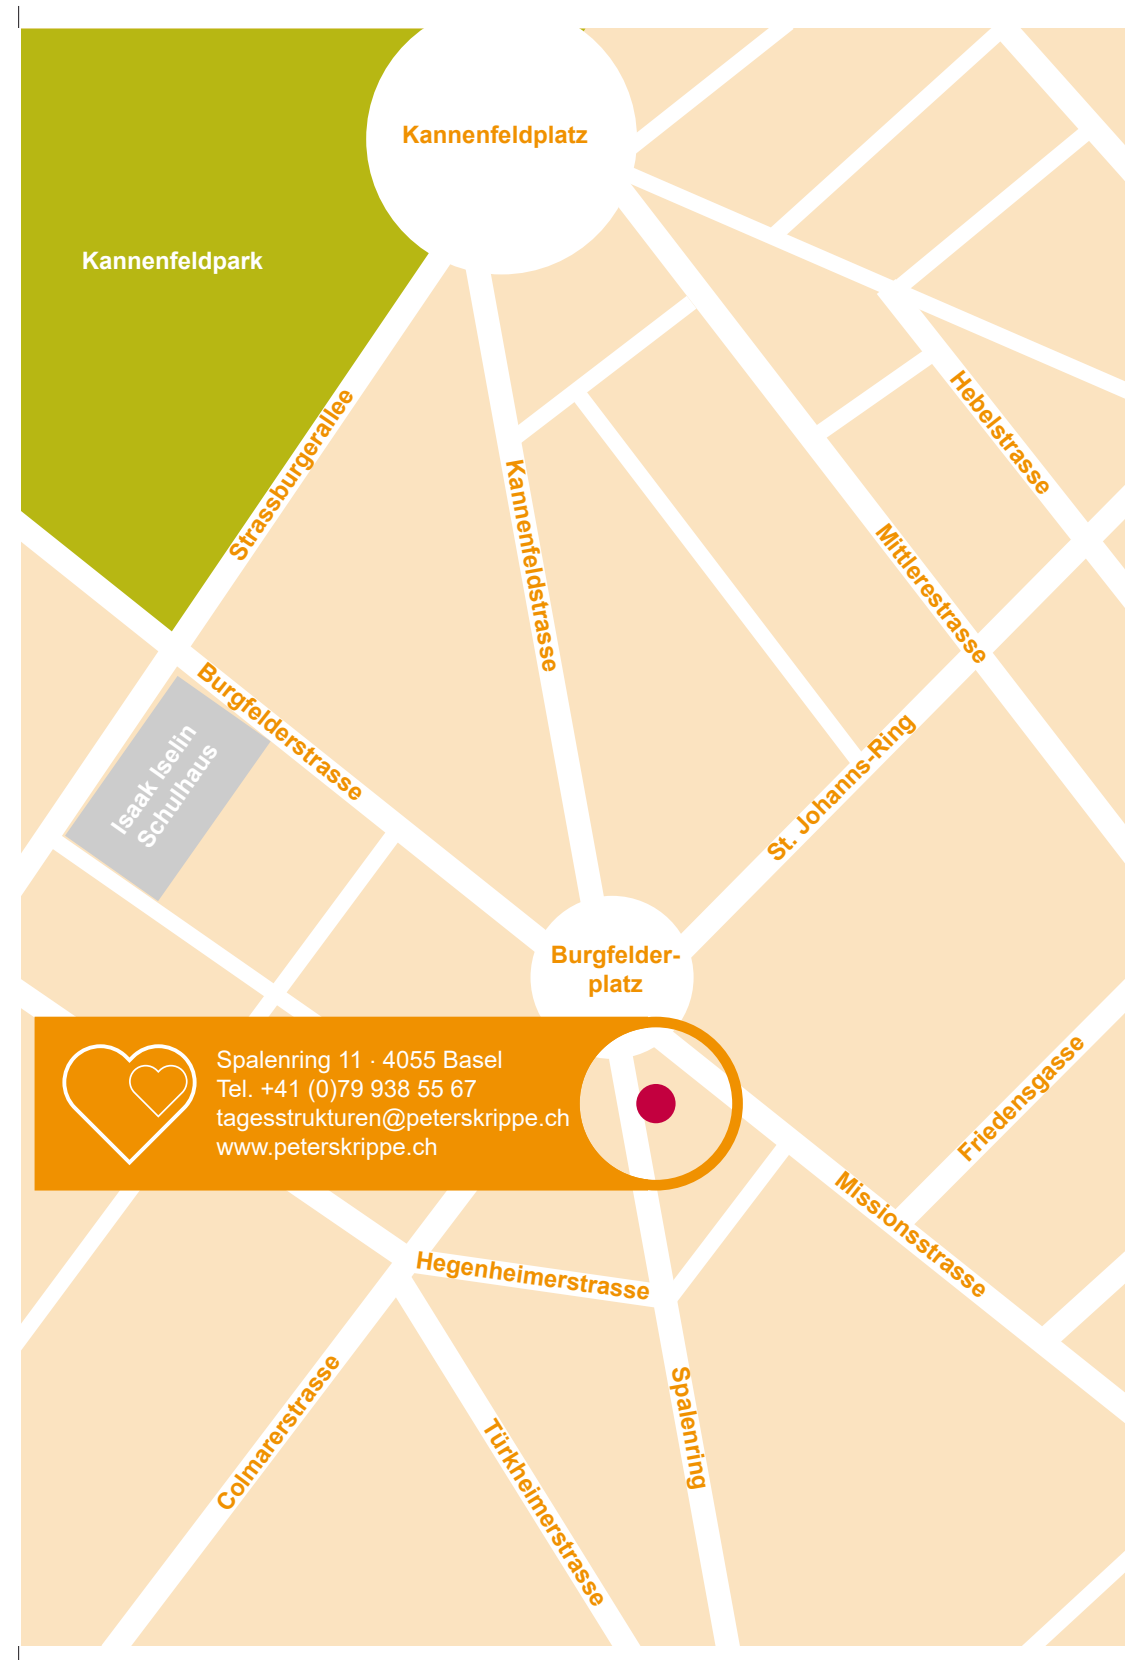 Kannenfeldplatz
Kannenfeldpark
Strassburgerallee
Kannenfeldstrasse
Hebelstrasse
Mittlerestrasse
Burgfelderstrasse
Isaak Iselin
Schulhaus
St. Johanns-Ring
Burgfelder-
platz
Spalenring 11 · 4055 Basel
Tel. +41 (0)79 938 55 67
tagesstrukturen@peterskrippe.ch
www.peterskrippe.ch
Friedensgasse
Missionsstrasse
Hegenheimerstrasse
Colmarerstrasse
Türkheimerstrasse
Spalenring